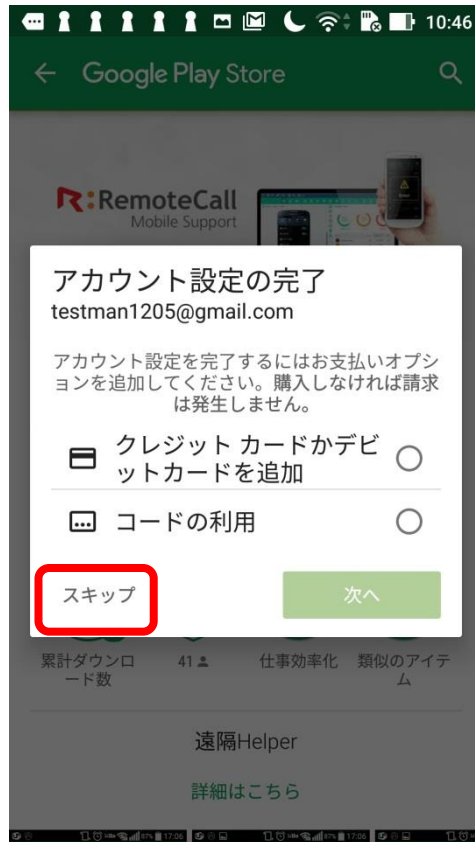 10:46
Google Play Store
RemoteCall
Mobile Support
アカウント設定の完了
testman1205@gmail.com
アカウント設定を完了するにはお支払いオプシ
ョンを追加してください。購入しなければ請求
は発生しません。
クレジット カードかデビ
ットカードを追加
コードの利用
スキップ
次へ
累計ダウンロ
ード数
41
仕事効率化
類似のアイテ
ム
遠隔Helper
詳細はこちら
87% 17:06
87% 17:06